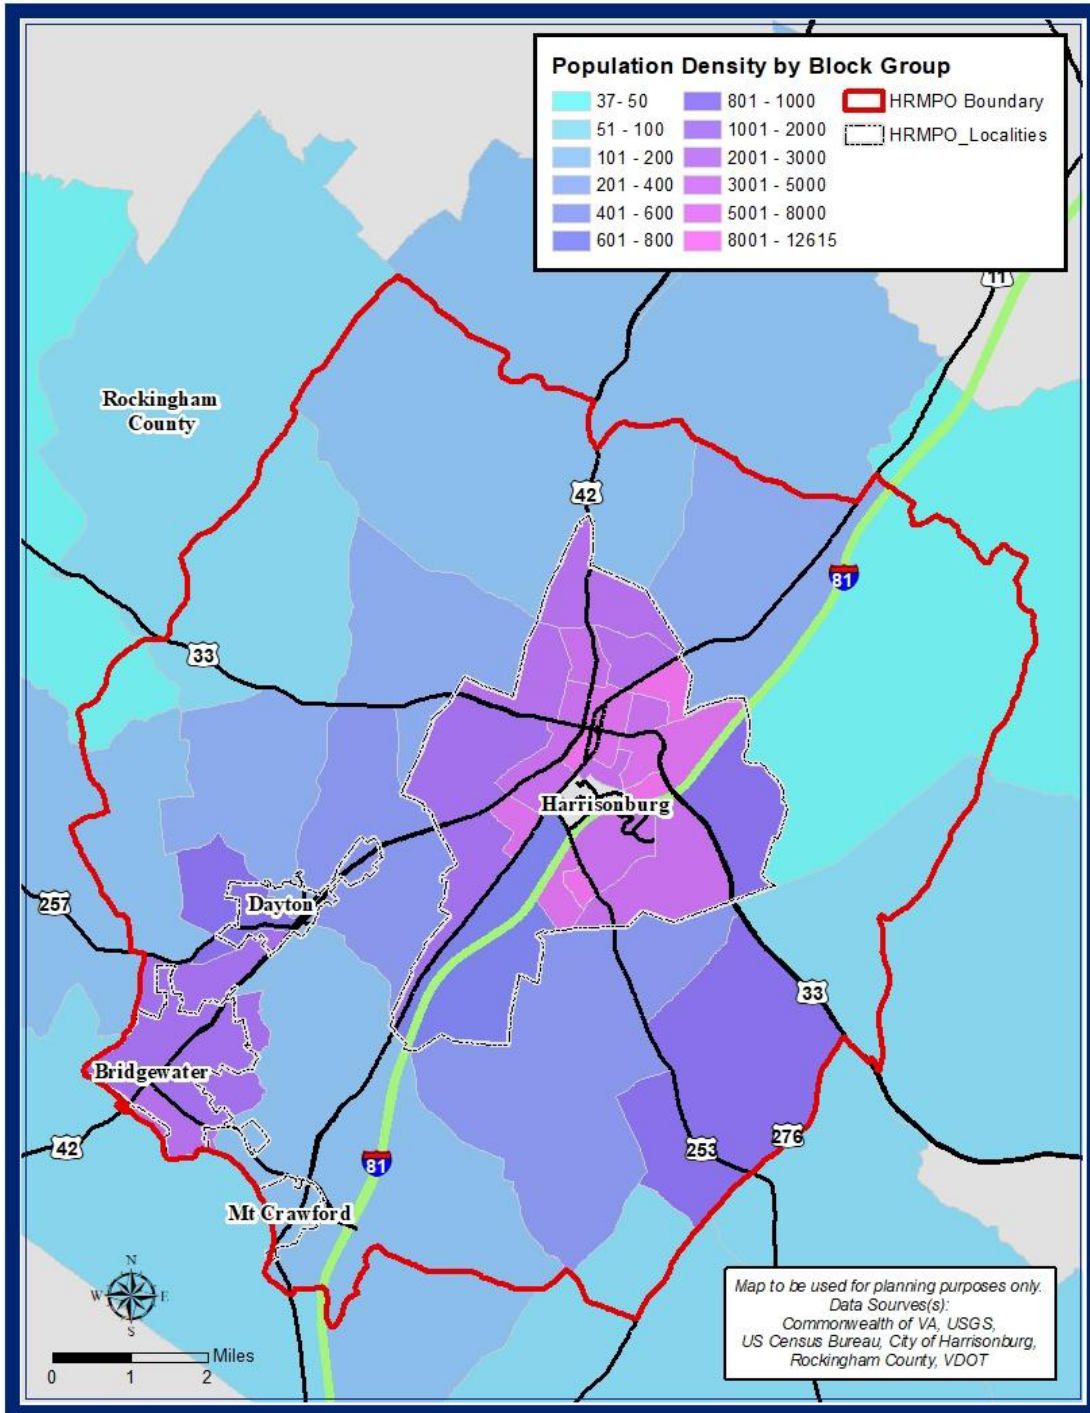 Population Density by Block Group
37- 50
51 - 100
101 - 200
201 - 400
401 - 600
601 - 800
801 - 1000
1001 - 2000
2001 - 3000
3001 - 5000
5001 - 8000
8001 - 12615
HRMPO Boundary
HRMPO_Localities
11
Rockingham
County
42
81
33
Harrisonburg
257
Dayton
33
Bridgewater
42
81
253
276
Mt Crawford
N
W E
S
Miles
0 1 2
Map to be used for planning purposes only.
Data Sourves(s):
Commonwealth of VA, USGS,
US Census Bureau, City of Harrisonburg,
Rockingham County, VDOT